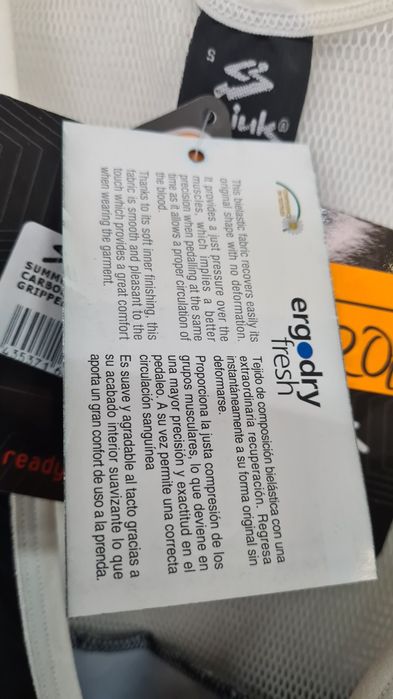 S
ink®
ergodry
fresh
This bielastic fabric recovers easily its
original shape with no deformation.
It provides a just pressure over the
muscles, which implies a better
precision when pedaling at the same
time as it allows a proper circulation of
the blood.
Thanks to its soft inner finishing, this
fabric is smooth and pleasant to the
touch which provides a great comfort
when wearing the garment.
Tejido de composición bielástica con una
extraordinaria recuperación. Regresa
instantáneamente a su forma original sin
deformarse.
Proporciona la justa compresión de los
grupos musculares, lo que deviene en
una mayor precisión y exactitud en el
pedaleo. A su vez permite una correcta
circulación sanguínea
Es suave y agradable al tacto gracias a
su acabado interior suavizante lo que
aporta un gran confort de uso a la prenda.
SUMM
CARBO
GRIPPE
ready